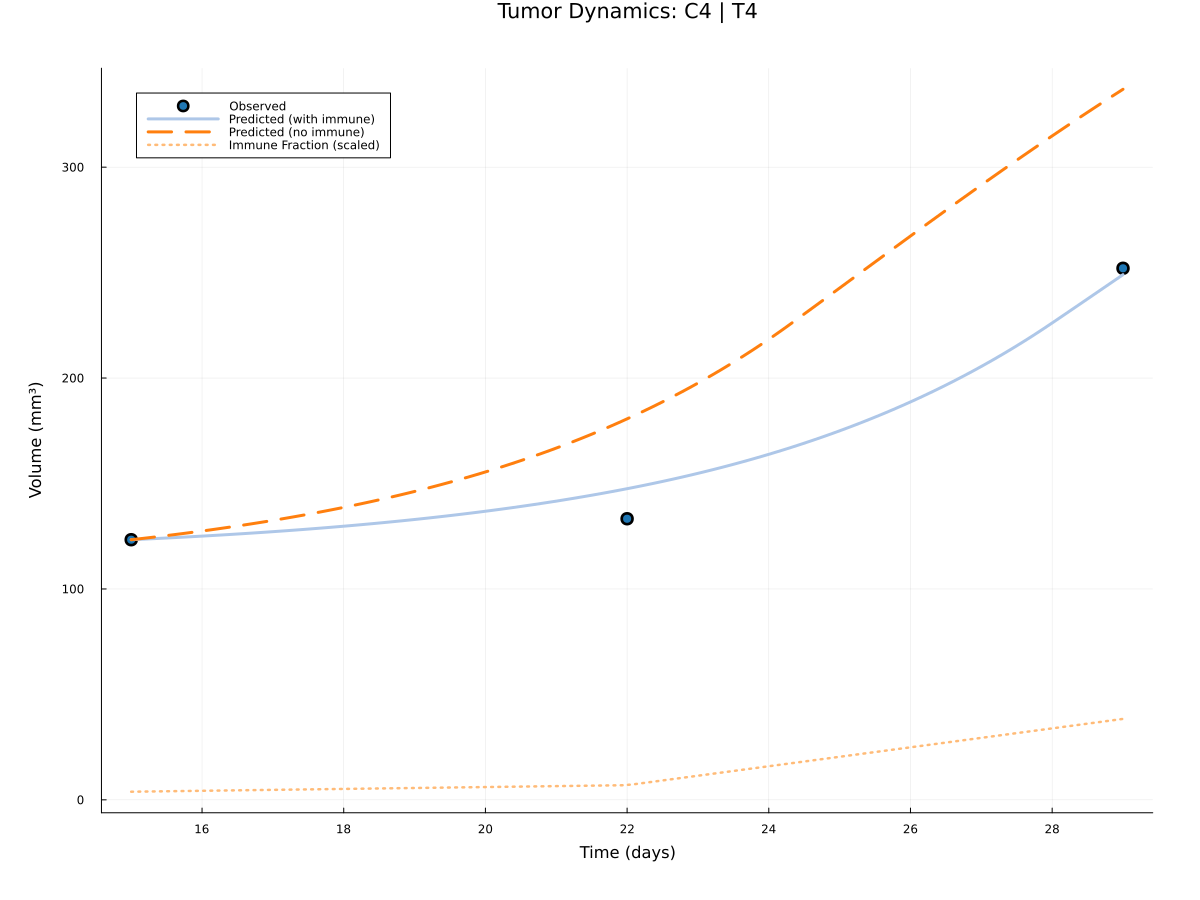 Tumor Dynamics: C4 | T4
Observed
Predicted (with immune)
Predicted (no immune)
Immune Fraction (scaled)
Volume (mm³)
300
200
100
0
16 18 20 22 24 26 28
Time (days)